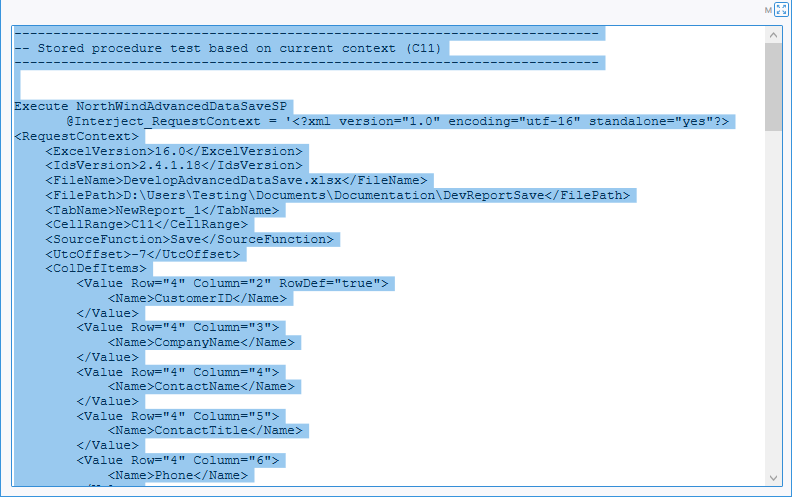 M
---------------------------------------------------------------------------
-- Stored procedure test based on current context (C11)
---------------------------------------------------------------------------
Execute NorthWindAdvancedDataSaveSP
@Interject_RequestContext = '<?xml version="1.0" encoding="utf-16" standalone="yes"?>
<RequestContext>
<ExcelVersion>16.0</ExcelVersion>
<IdsVersion>2.4.1.18</IdsVersion>
<FileName>DevelopAdvancedDataSave.xlsx</FileName>
<FilePath>D:\Users\Testing\Documents\Documentation\DevReportSave</FilePath>
<TabName>NewReport_1</TabName>
<CellRange>C11</CellRange>
<SourceFunction>Save</SourceFunction>
<UtcOffset>-7</UtcOffset>
<ColDefItems>
<Value Row="4" Column="2" RowDef="true">
<Name>CustomerID</Name>
</Value>
<Value Row="4" Column="3">
<Name>CompanyName</Name>
</Value>
<Value Row="4" Column="4">
<Name>ContactName</Name>
</Value>
<Value Row="4" Column="5">
<Name>ContactTitle</Name>
</Value>
<Value Row="4" Column="6">
<Name>Phone</Name>